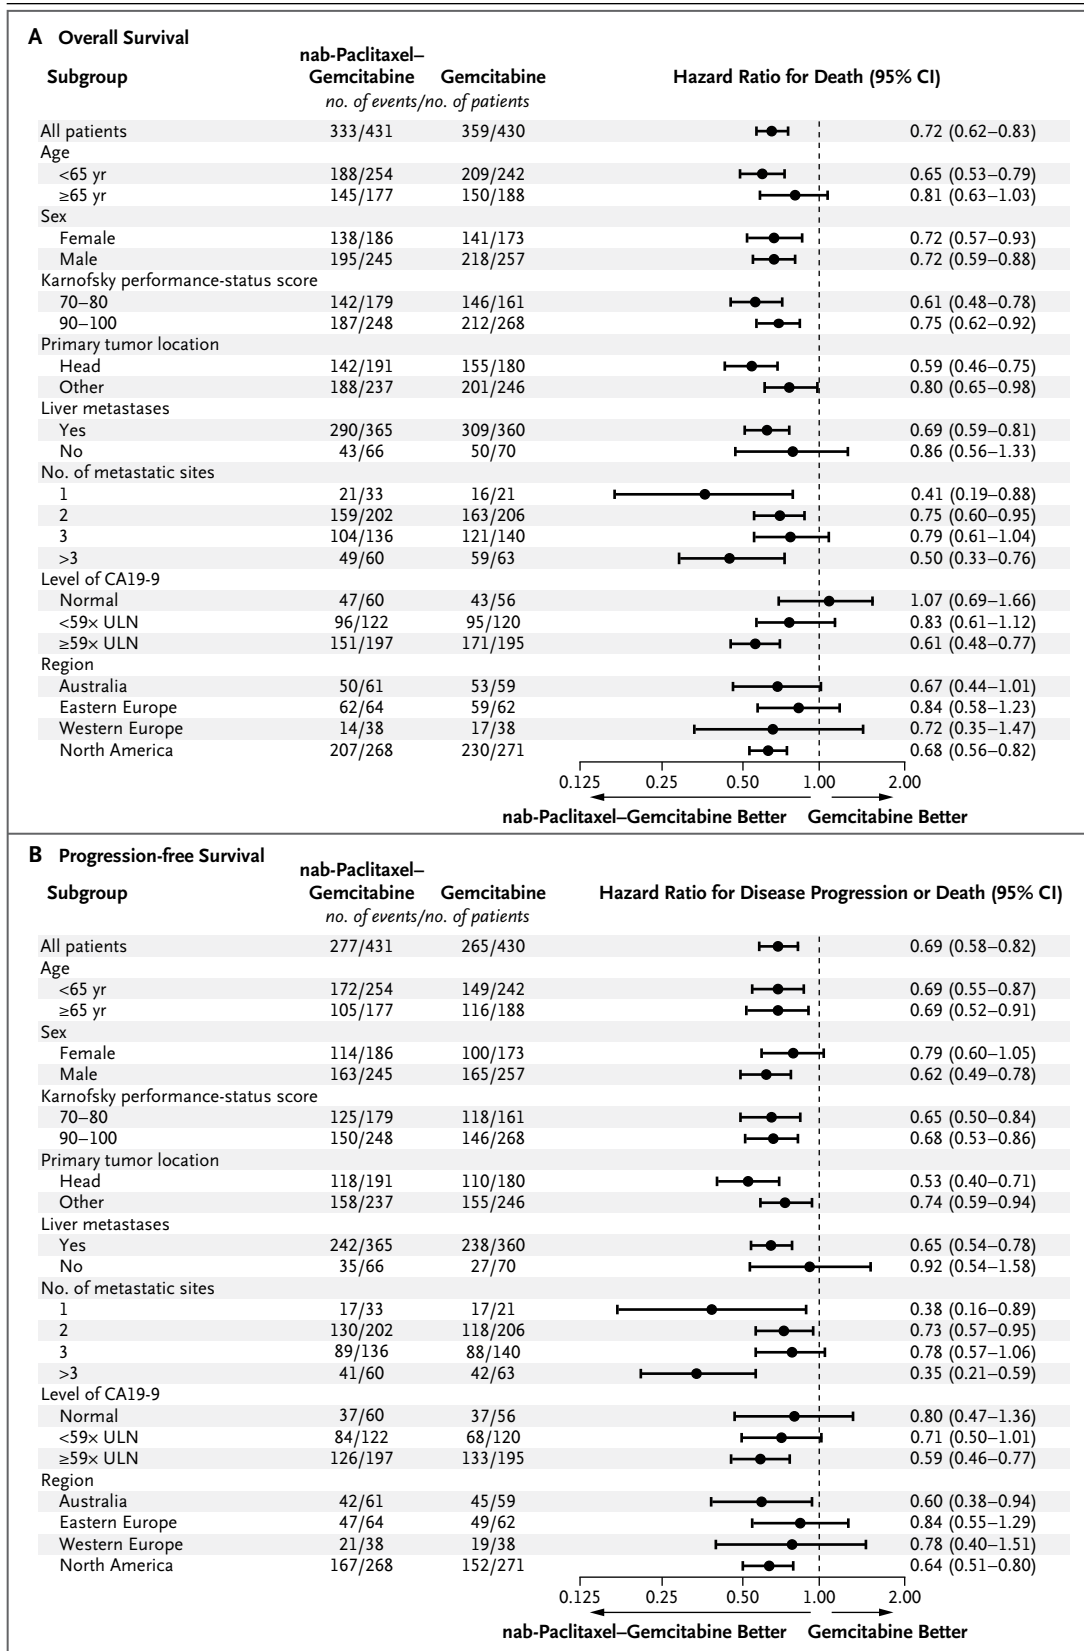 A Overall Survival
Subgroup nab-Paclitaxel–Gemcitabine Gemcitabine Hazard Ratio for Death (95% CI)
no. of events/no. of patients
All patients 333/431 359/430 0.72 (0.62–0.83)
Age
<65 yr 188/254 209/242 0.65 (0.53–0.79)
≥65 yr 145/177 150/188 0.81 (0.63–1.03)
Sex
Female 138/186 141/173 0.72 (0.57–0.93)
Male 195/245 218/257 0.72 (0.59–0.88)
Karnofsky performance-status score
70–80 142/179 146/161 0.61 (0.48–0.78)
90–100 187/248 212/268 0.75 (0.62–0.92)
Primary tumor location
Head 142/191 155/180 0.59 (0.46–0.75)
Other 188/237 201/246 0.80 (0.65–0.98)
Liver metastases
Yes 290/365 309/360 0.69 (0.59–0.81)
No 43/66 50/70 0.86 (0.56–1.33)
No. of metastatic sites
1 21/33 16/21 0.41 (0.19–0.88)
2 159/202 163/206 0.75 (0.60–0.95)
3 104/136 121/140 0.79 (0.61–1.04)
>3 49/60 59/63 0.50 (0.33–0.76)
Level of CA19-9
Normal 47/60 43/56 1.07 (0.69–1.66)
<59× ULN 96/122 95/120 0.83 (0.61–1.12)
≥59× ULN 151/197 171/195 0.61 (0.48–0.77)
Region
Australia 50/61 53/59 0.67 (0.44–1.01)
Eastern Europe 62/64 59/62 0.84 (0.58–1.23)
Western Europe 14/38 17/38 0.72 (0.35–1.47)
North America 207/268 230/271 0.68 (0.56–0.82)
0.125 0.25 0.50 1.00 2.00
nab-Paclitaxel–Gemcitabine Better Gemcitabine Better
B Progression-free Survival
Subgroup nab-Paclitaxel–Gemcitabine Gemcitabine Hazard Ratio for Disease Progression or Death (95% CI)
no. of events/no. of patients
All patients 277/431 265/430 0.69 (0.58–0.82)
Age
<65 yr 172/254 149/242 0.69 (0.55–0.87)
≥65 yr 105/177 116/188 0.69 (0.52–0.91)
Sex
Female 114/186 100/173 0.79 (0.60–1.05)
Male 163/245 165/257 0.62 (0.49–0.78)
Karnofsky performance-status score
70–80 125/179 118/161 0.65 (0.50–0.84)
90–100 150/248 146/268 0.68 (0.53–0.86)
Primary tumor location
Head 118/191 110/180 0.53 (0.40–0.71)
Other 158/237 155/246 0.74 (0.59–0.94)
Liver metastases
Yes 242/365 238/360 0.65 (0.54–0.78)
No 35/66 27/70 0.92 (0.54–1.58)
No. of metastatic sites
1 17/33 17/21 0.38 (0.16–0.89)
2 130/202 118/206 0.73 (0.57–0.95)
3 89/136 88/140 0.78 (0.57–1.06)
>3 41/60 42/63 0.35 (0.21–0.59)
Level of CA19-9
Normal 37/60 37/56 0.80 (0.47–1.36)
<59× ULN 84/122 68/120 0.71 (0.50–1.01)
≥59× ULN 126/197 133/195 0.59 (0.46–0.77)
Region
Australia 42/61 45/59 0.60 (0.38–0.94)
Eastern Europe 47/64 49/62 0.84 (0.55–1.29)
Western Europe 21/38 19/38 0.78 (0.40–1.51)
North America 167/268 152/271 0.64 (0.51–0.80)
0.125 0.25 0.50 1.00 2.00
nab-Paclitaxel–Gemcitabine Better Gemcitabine Better